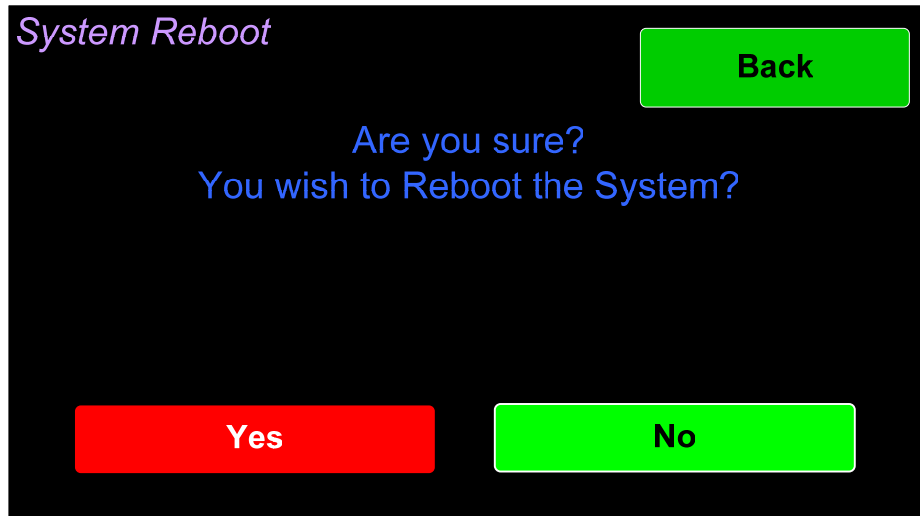 System Reboot
Back
Are you sure?
You wish to Reboot the System?
Yes
No